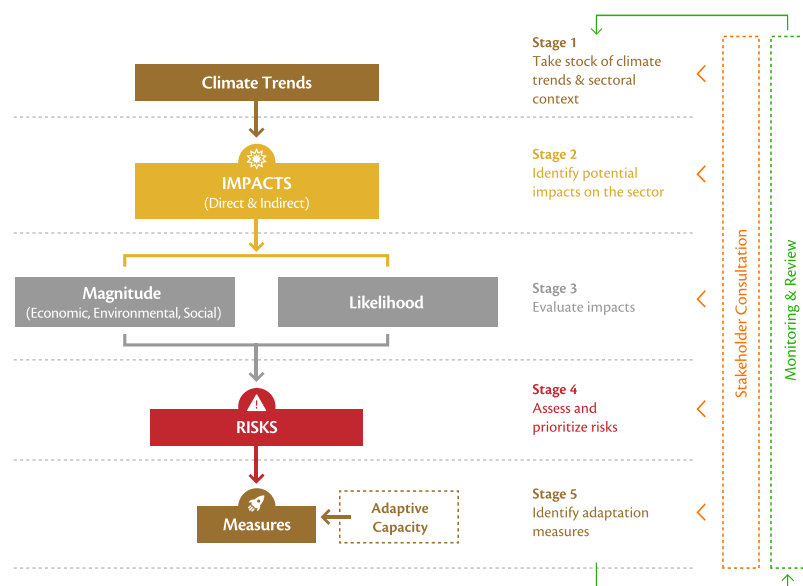 Climate Trends
Stage 1
Take stock of climate
trends & sectoral
context
IMPACTS
(Direct & Indirect)
Stage 2
Identify potential
impacts on the sector
Magnitude
(Economic, Environmental, Social)
Likelihood
Stage 3
Evaluate impacts
RISKS
Stage 4
Assess and
prioritize risks
Measures
Adaptive
Capacity
Stage 5
Identify adaptation
measures
Stakeholder Consultation
Monitoring & Review